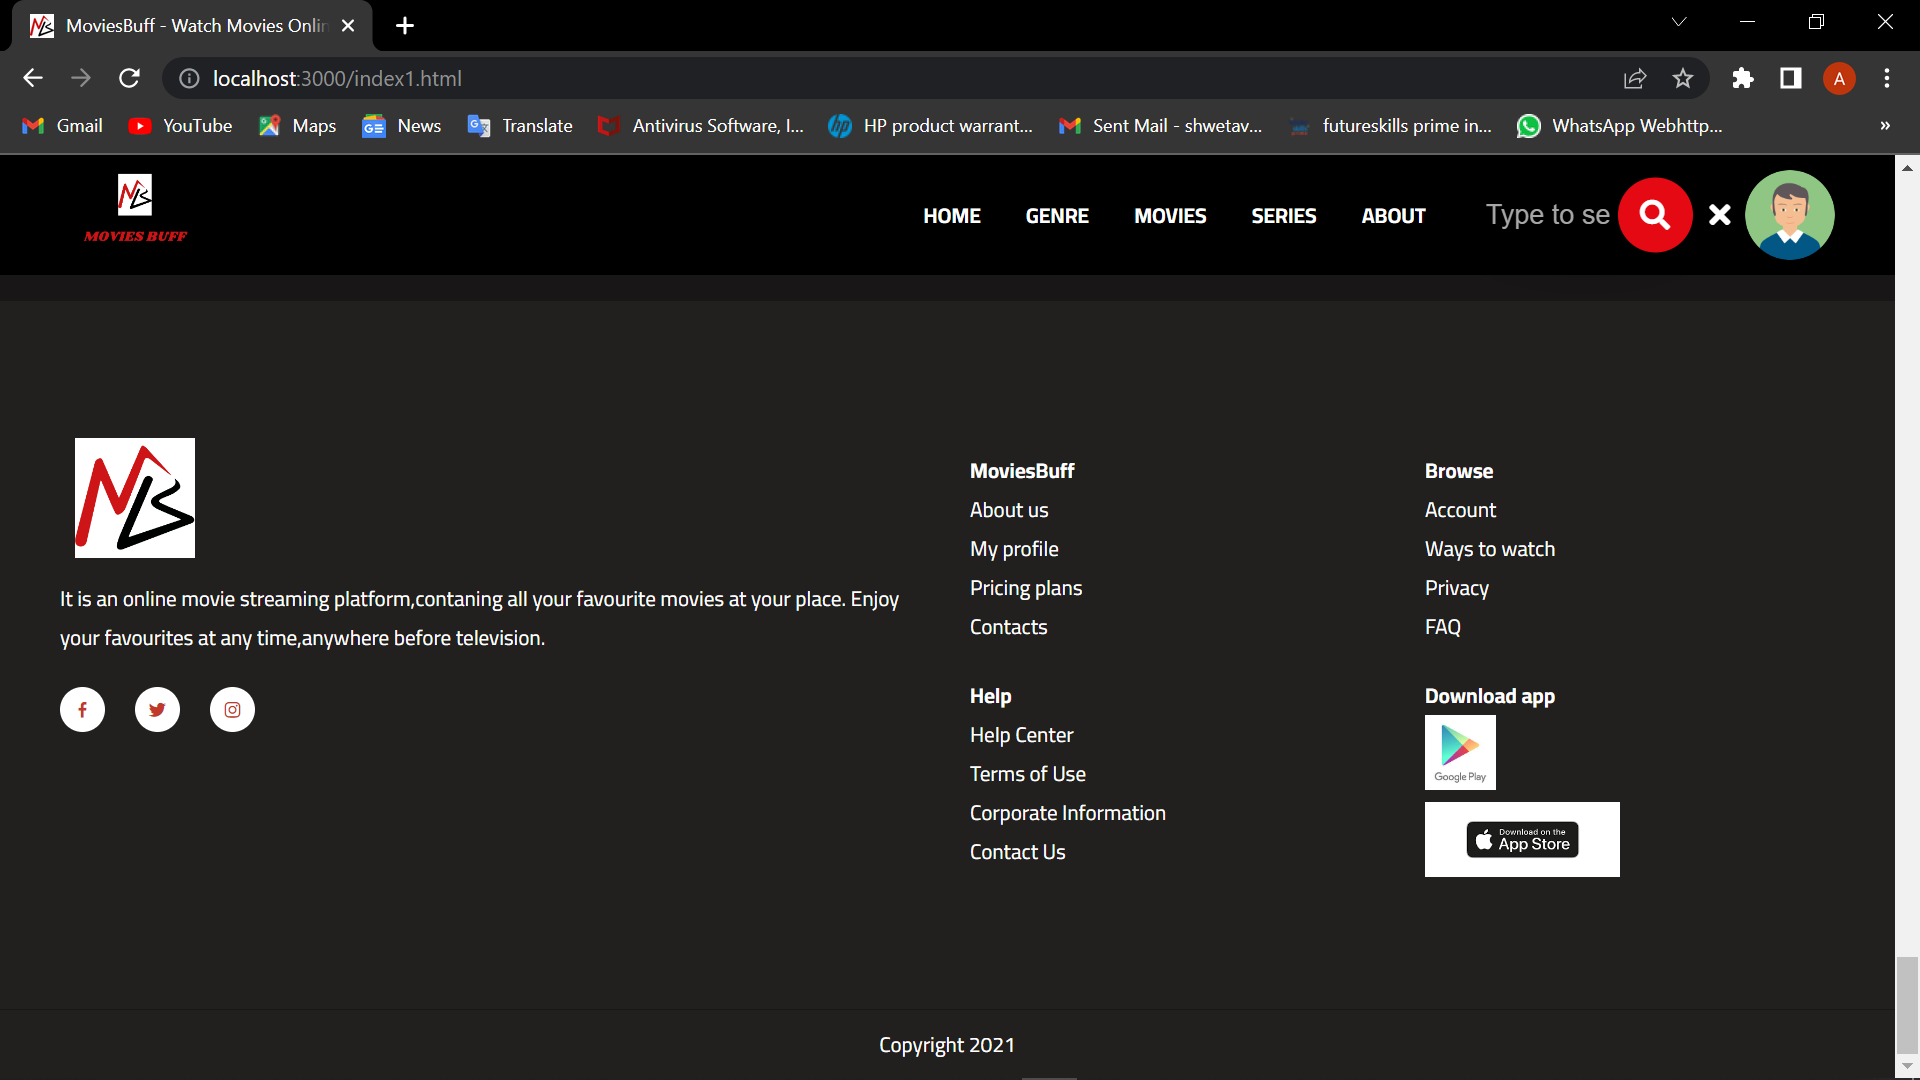 MoviesBuff - Watch Movies Onlin
localhost:3000/index1.html
A
Gmail YouTube Maps News Translate Antivirus Software, I... HP product warrant... Sent Mail - shwetav... futureskills prime in... WhatsApp Webhttp... »
MOVIES BUFF
HOME GENRE MOVIES SERIES ABOUT Type to se
It is an online movie streaming platform,contaning all your favourite movies at your place. Enjoy
your favourites at any time,anywhere before television.
MoviesBuff
About us
My profile
Pricing plans
Contacts
Browse
Account
Ways to watch
Privacy
FAQ
Help
Help Center
Terms of Use
Corporate Information
Contact Us
Download app
Google Play
Download on the
App Store
Copyright 2021